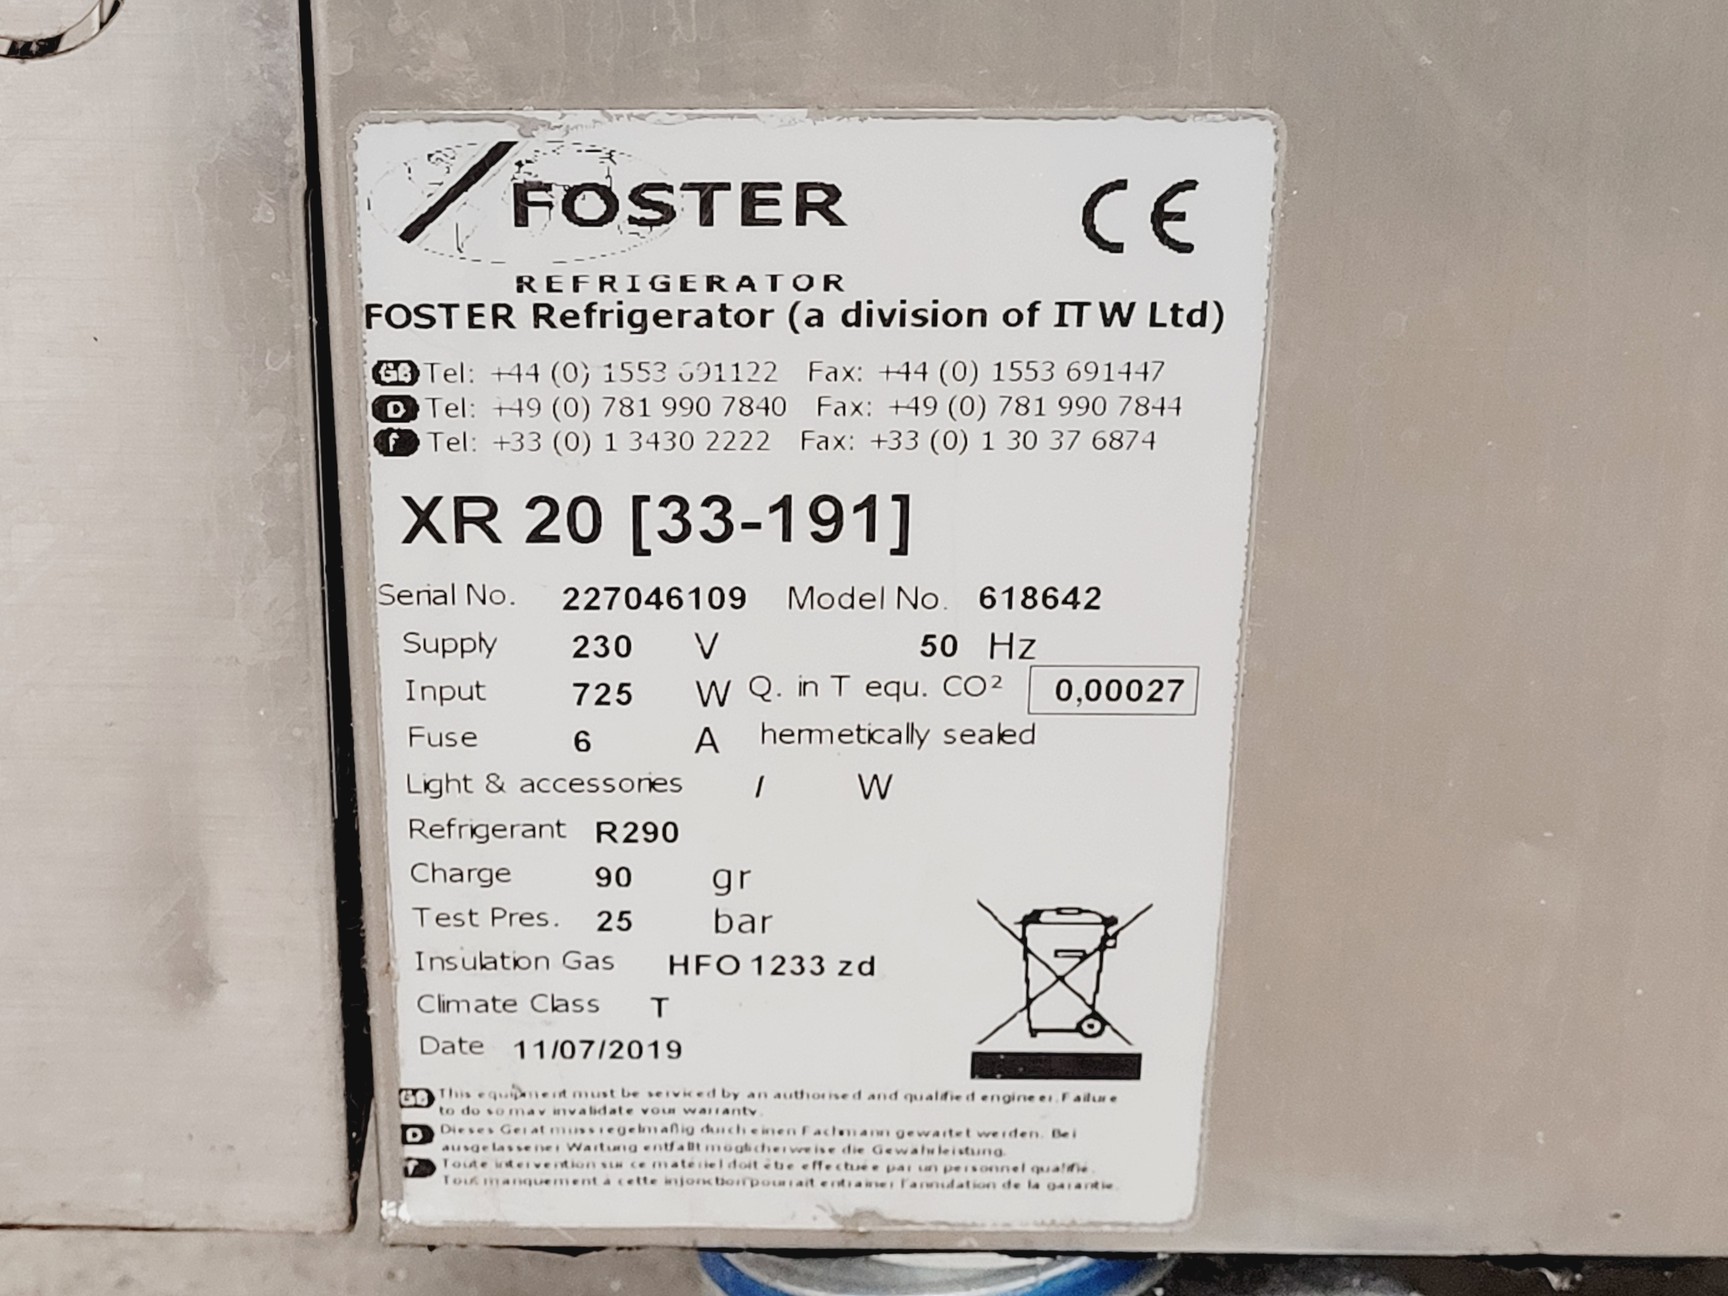 FOSTER
CE
REFRIGERATOR
FOSTER Refrigerator (a division of ITW Ltd)
GB Tel: +44 (0) 1553 691122 Fax: +44 (0) 1553 691447
D Tel: +49 (0) 781 990 7840 Fax: +49 (0) 781 990 7844
f Tel: +33 (0) 1 3430 2222 Fax: +33 (0) 1 30 37 6874
XR 20 [33-191]
Serial No. 227046109 Model No. 618642
Supply 230 V 50 Hz
Input 725 W Q. in T equ. CO² 0,00027
Fuse 6 A hermetically sealed
Light & accessories / W
Refrigerant R290
Charge 90 gr
Test Pres. 25 bar
Insulation Gas HFO 1233 zd
Climate Class T
Date 11/07/2019
GB This equipment must be serviced by an authorised and qualified engineer. Failure
to do so may invalidate your warranty.
D Dieses Gerat muss regelmaßig durch einen Fachmann gewartet werden. Bei
ausgelassener Wartung entfallt moglicherweise die Gewahrleistung.
f Toute intervention sur ce matériel doit être effectuée par un personnel qualifié.
Tout manquement à cette injonction pourrait entrainer l'annulation de la garantie.